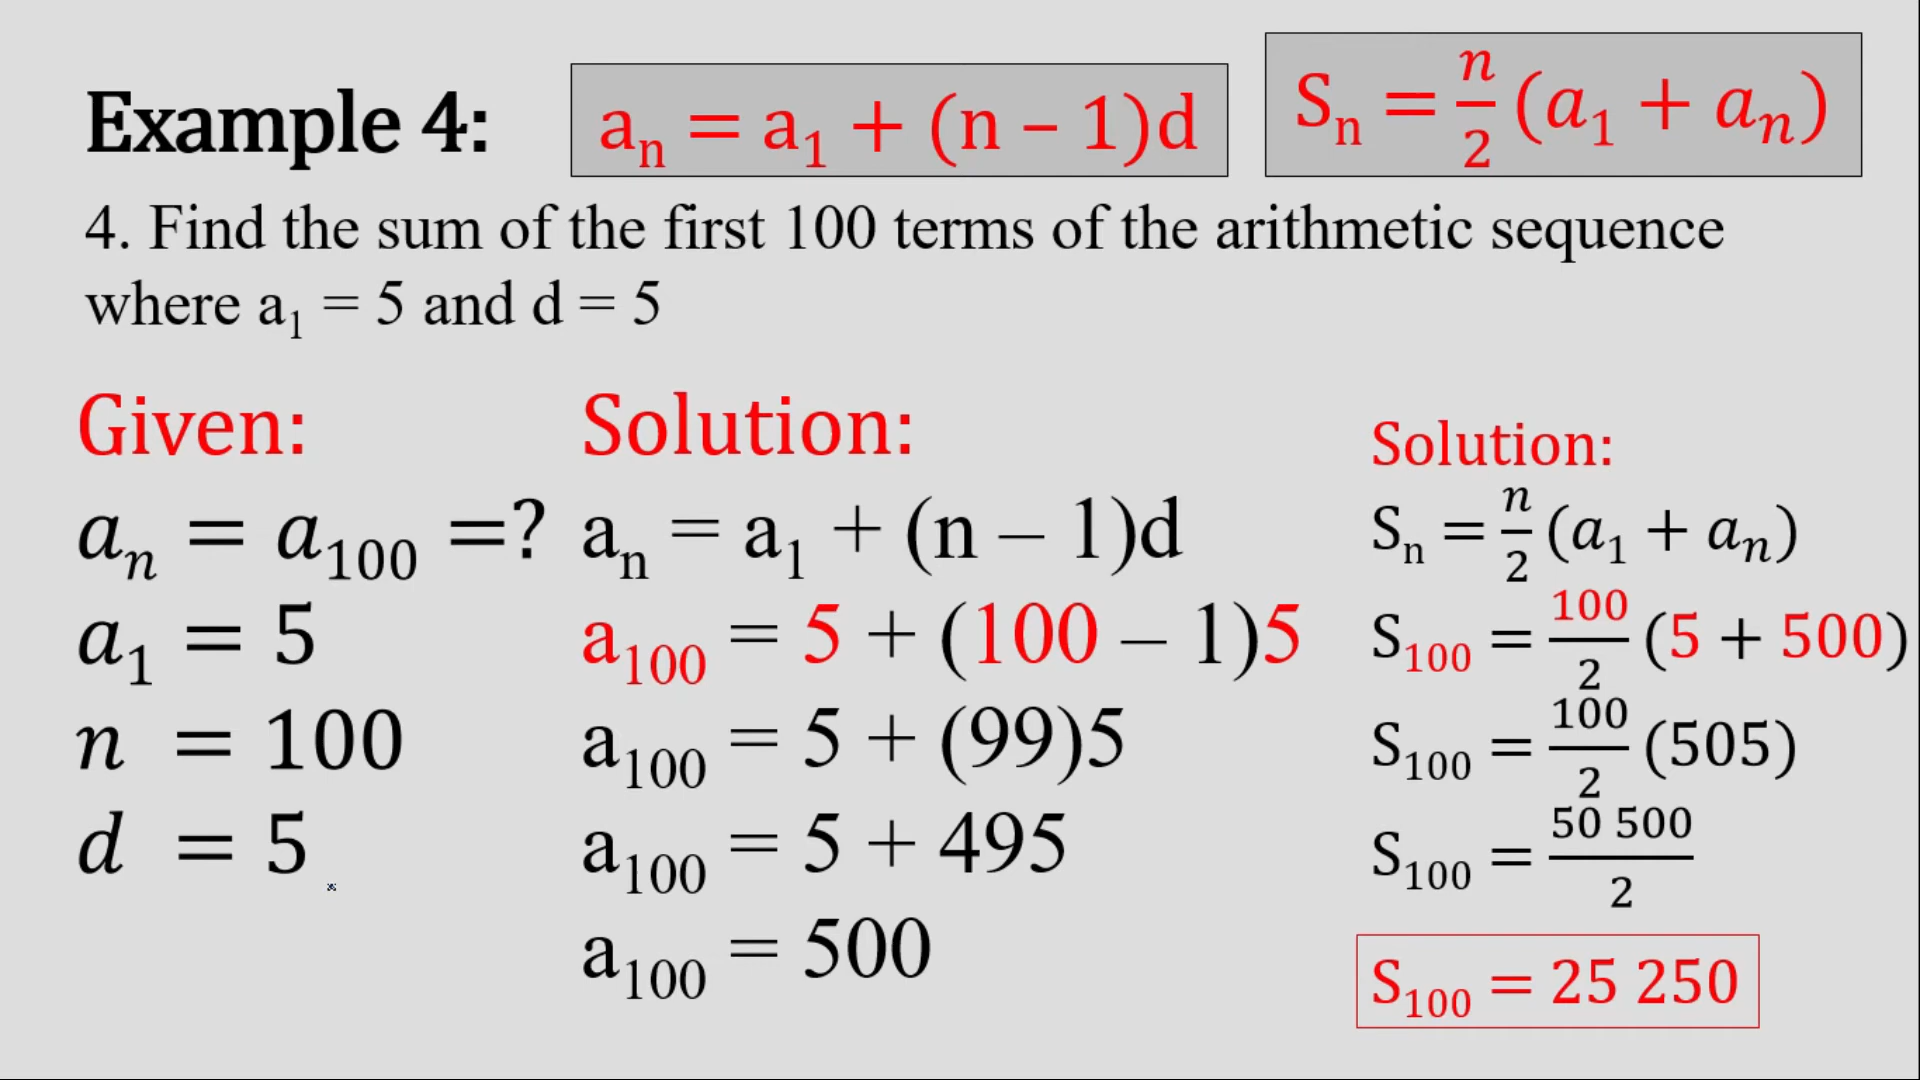 Example 4:
aₙ = a₁ + (n – 1)d
Sₙ = n/2 (a₁ + aₙ)
4. Find the sum of the first 100 terms of the arithmetic sequence
where a₁ = 5 and d = 5
Given:
aₙ = a₁₀₀ =?
a₁ = 5
n = 100
d = 5
Solution:
aₙ = a₁ + (n – 1)d
a₁₀₀ = 5 + (100 – 1)5
a₁₀₀ = 5 + (99)5
a₁₀₀ = 5 + 495
a₁₀₀ = 500
Solution:
Sₙ = n/2 (a₁ + aₙ)
S₁₀₀ = 100/2 (5 + 500)
S₁₀₀ = 100/2 (505)
S₁₀₀ = 50 500/2
S₁₀₀ = 25 250